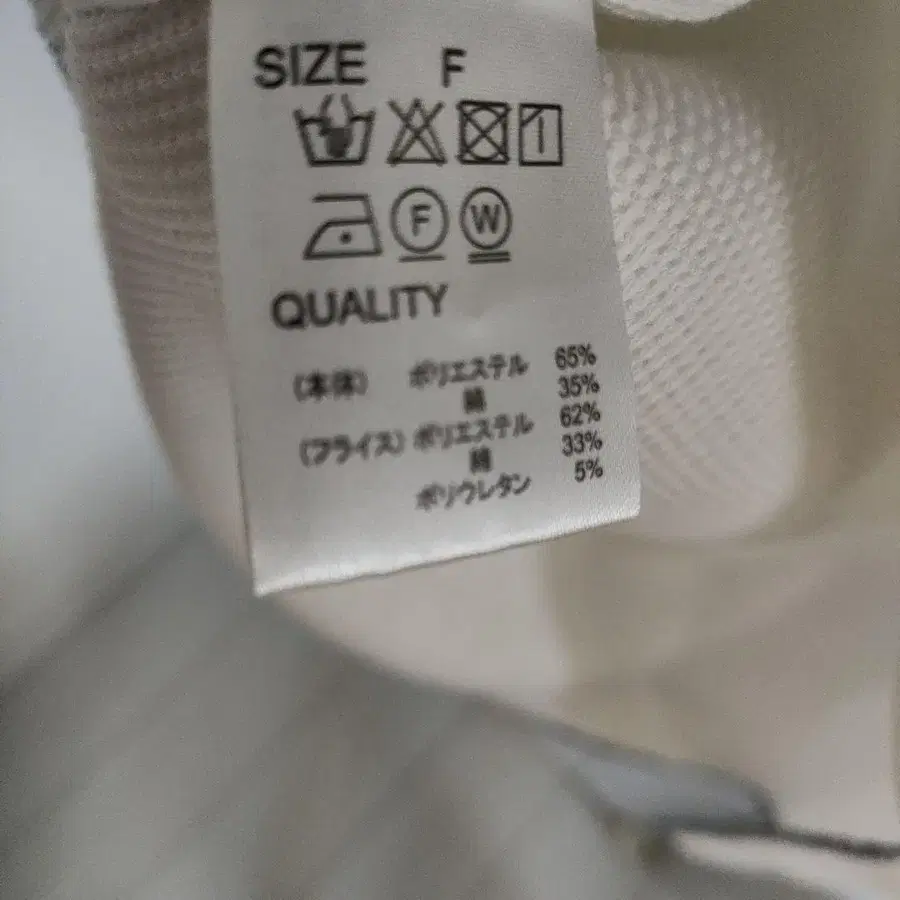 SIZE F
F W
QUALITY
(本体) ポリエステル 65%
綿 35%
(フライス) ポリエステル 62%
綿 33%
ポリウレタン 5%